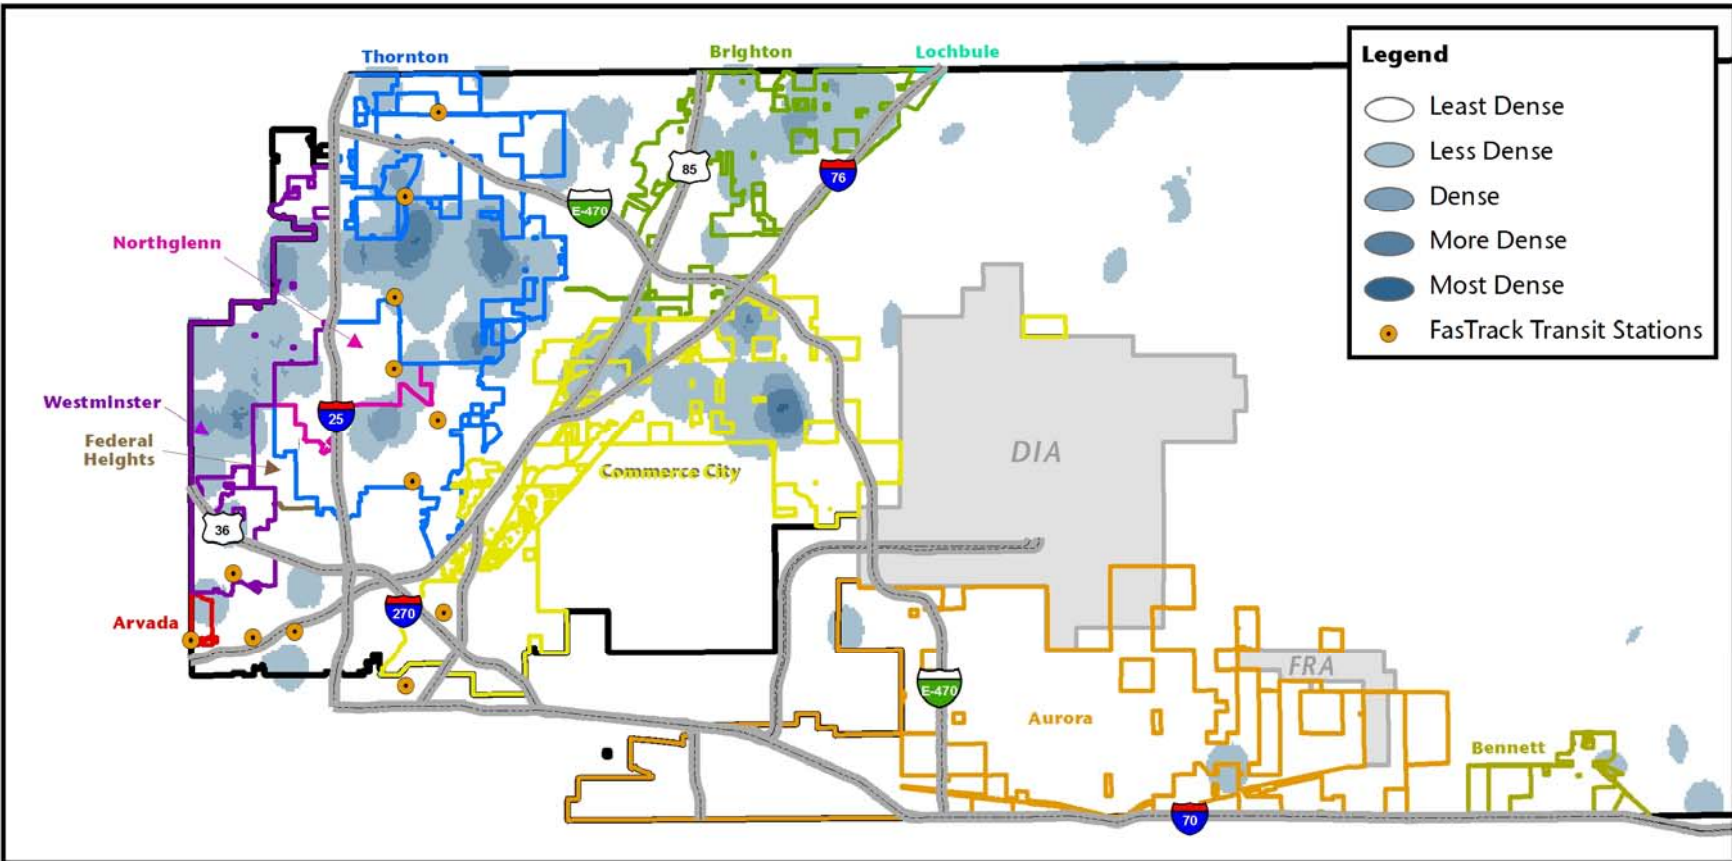 Thornton
Brighton
Lochbuie
Legend
Least Dense
Less Dense
Dense
More Dense
Most Dense
FasTrack Transit Stations
85
76
E-470
Northglenn
Westminster
25
Federal
Heights
DIA
Commerce City
36
Arvada
270
FRA
E-470
Aurora
Bennett
70